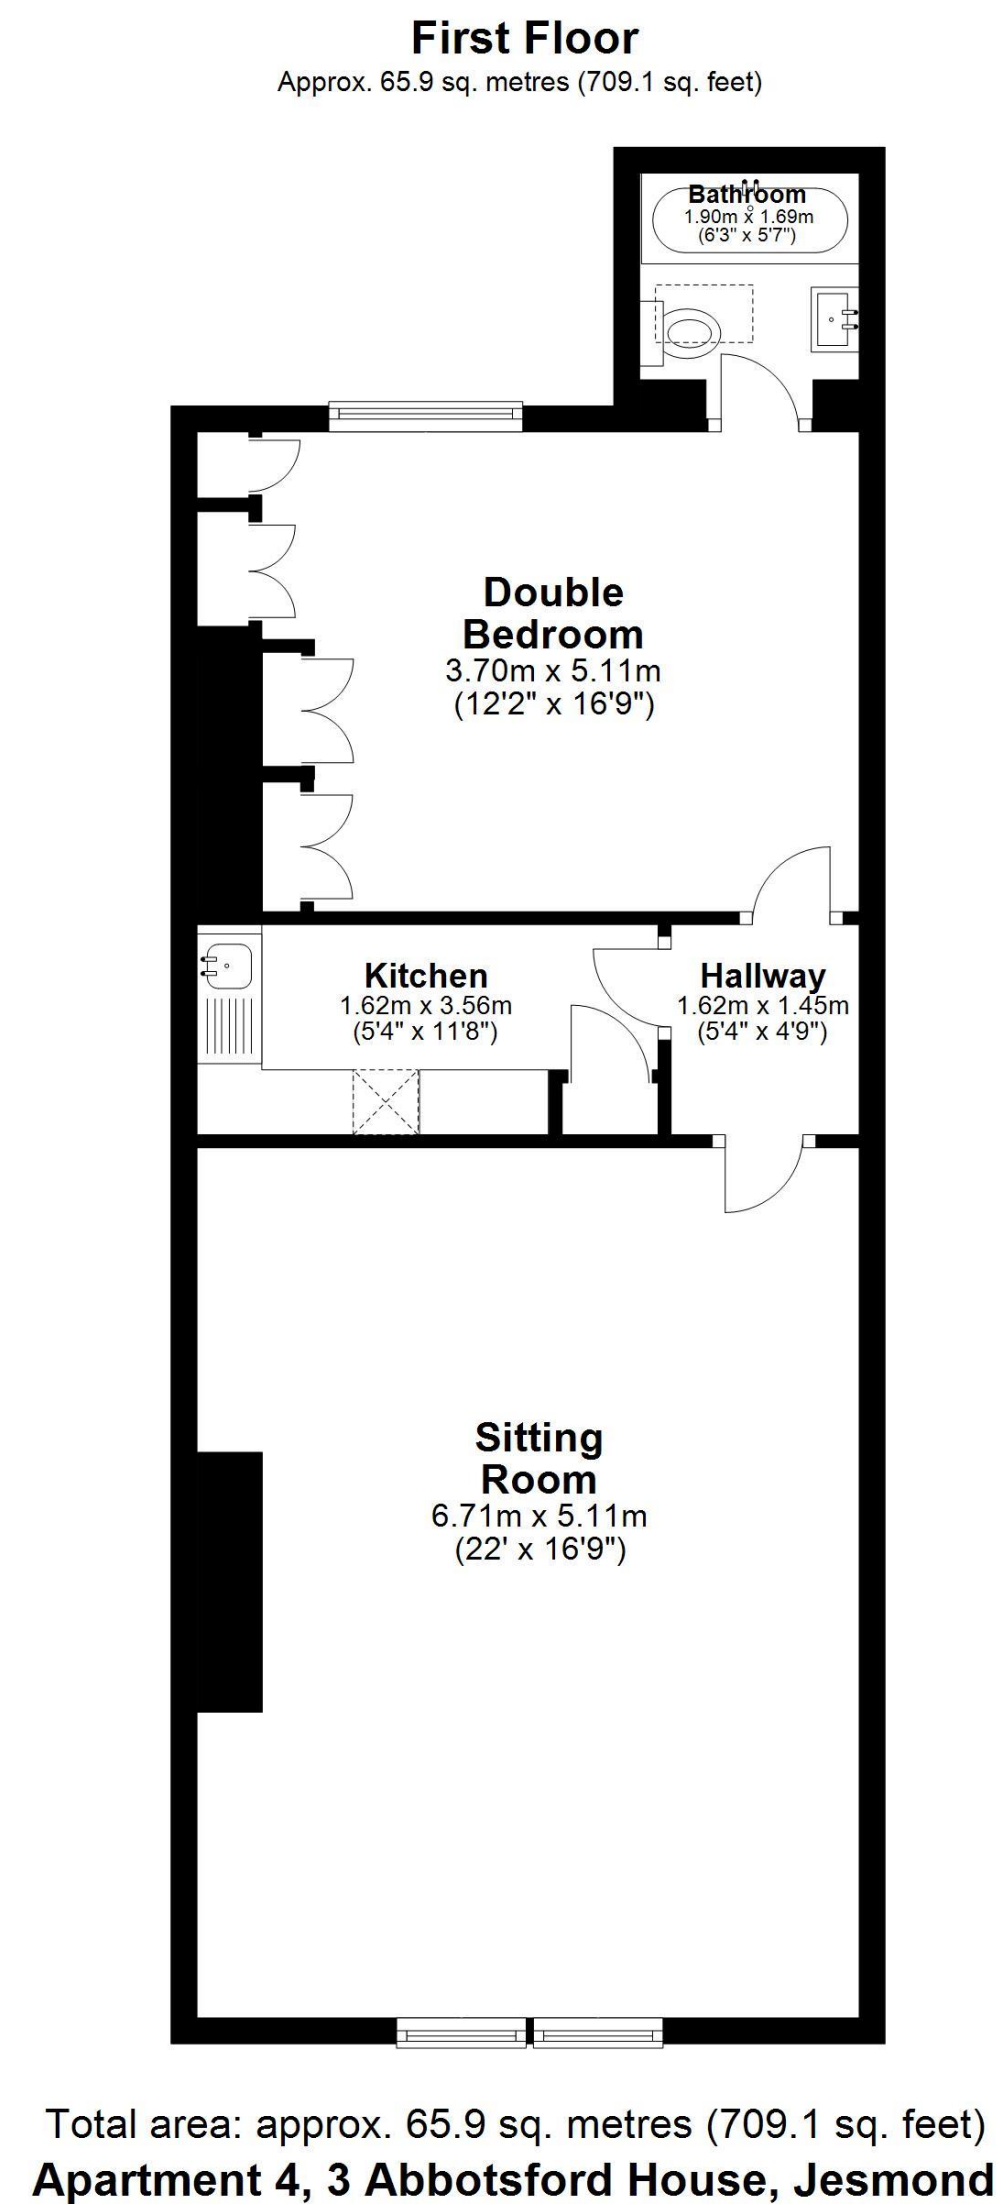 First Floor
Approx. 65.9 sq. metres (709.1 sq. feet)
Bathroom
1.90m x 1.69m
(6'3" x 5'7")
Double
Bedroom
3.70m x 5.11m
(12'2" x 16'9")
Kitchen
1.62m x 3.56m
(5'4" x 11'8")
Hallway
1.62m x 1.45m
(5'4" x 4'9")
Sitting
Room
6.71m x 5.11m
(22' x 16'9")
Total area: approx. 65.9 sq. metres (709.1 sq. feet)
Apartment 4, 3 Abbotsford House, Jesmond